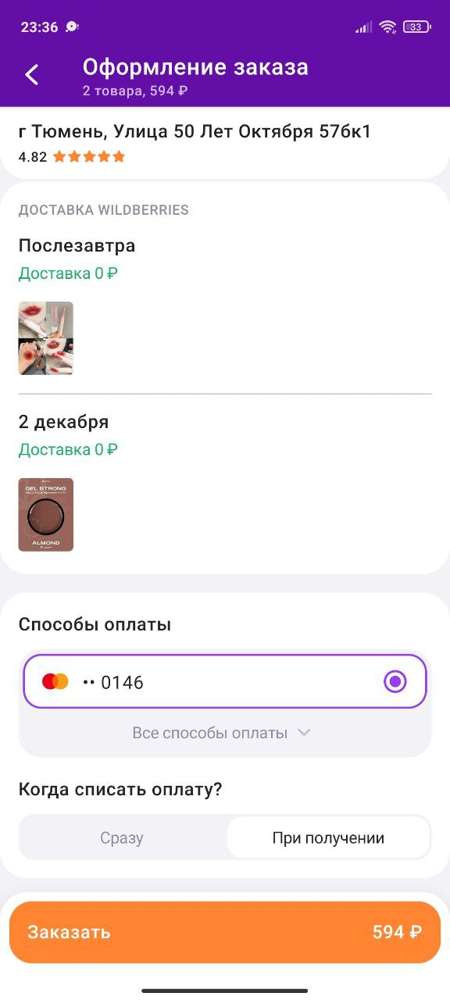 23:36
33
Оформление заказа
2 товара, 594 ₽
г Тюмень, Улица 50 Лет Октября 57бк1
4.82
ДОСТАВКА WILDBERRIES
Послезавтра
Доставка 0 ₽
2 декабря
Доставка 0 ₽
GEL STRONG
ALMOND
Способы оплаты
•• 0146
Все способы оплаты
Когда списать оплату?
Сразу
При получении
Заказать
594 ₽